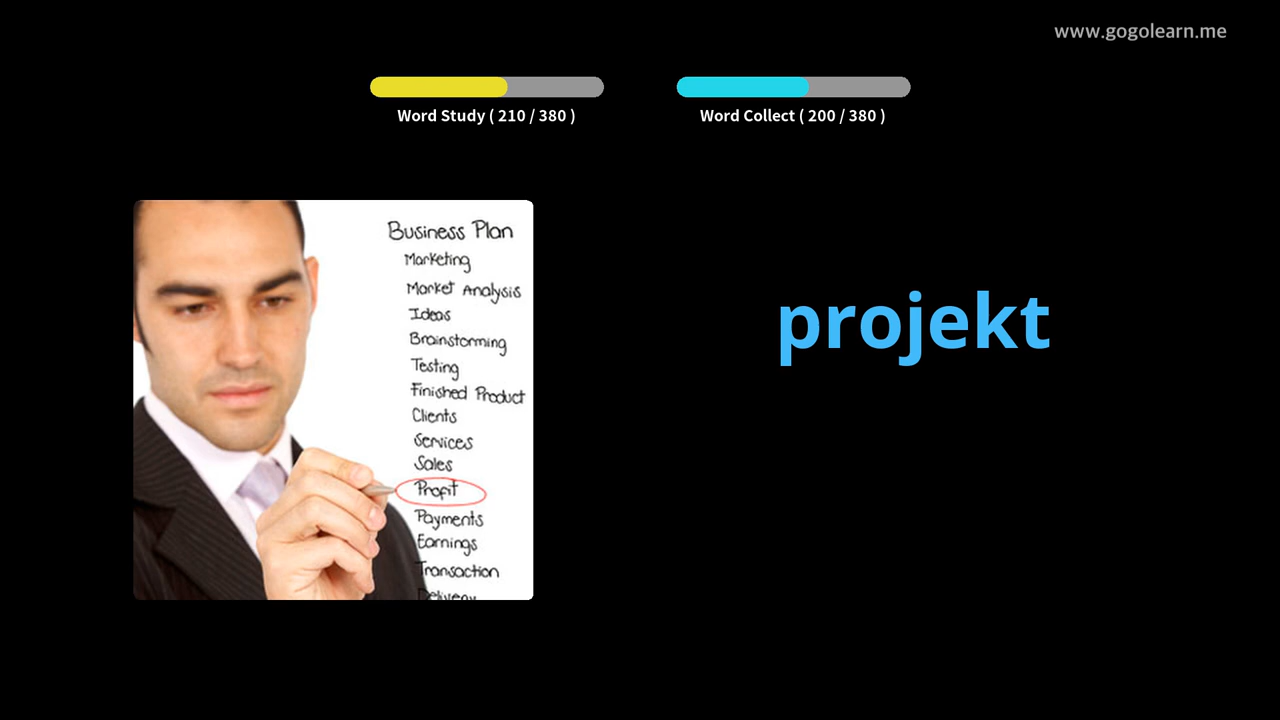 www.gogolearn.me
Word Study ( 210 / 380 )
Word Collect ( 200 / 380 )
Business Plan
Marketing
Market Analysis
Ideas
Brainstorming
Testing
Finished Product
Clients
Services
Sales
Profit
Payments
Earnings
Transaction
Delivery
projekt